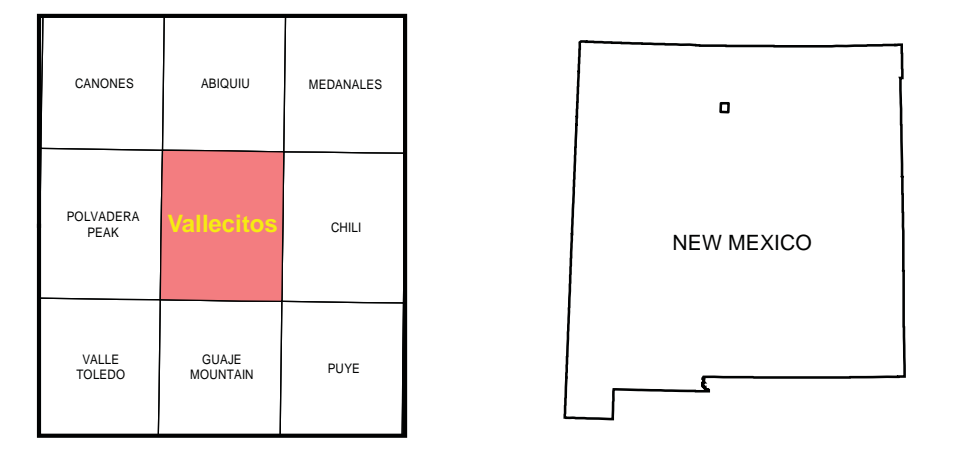 CANONES
ABIQUIU
MEDANALES
POLVADERA
PEAK
Vallecitos
CHILI
VALLE
TOLEDO
GUAJE
MOUNTAIN
PUYE
NEW MEXICO